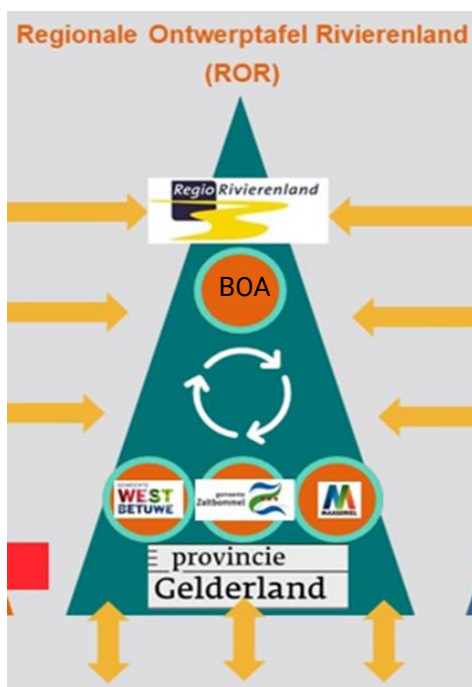 Regionale Ontwerptafel Rivierenland
(ROR)
Regio Rivierenland
BOA
GEMEENTE
WEST
BETUWE
gemeente
Zaltbommel
MAASDRIEL
provincie
Gelderland